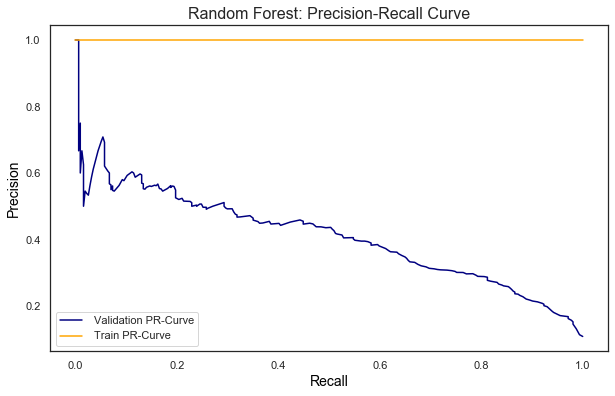 Random Forest: Precision-Recall Curve
1.0
0.8
0.6
0.4
0.2
Precision
Validation PR-Curve
Train PR-Curve
0.0 0.2 0.4 0.6 0.8 1.0
Recall